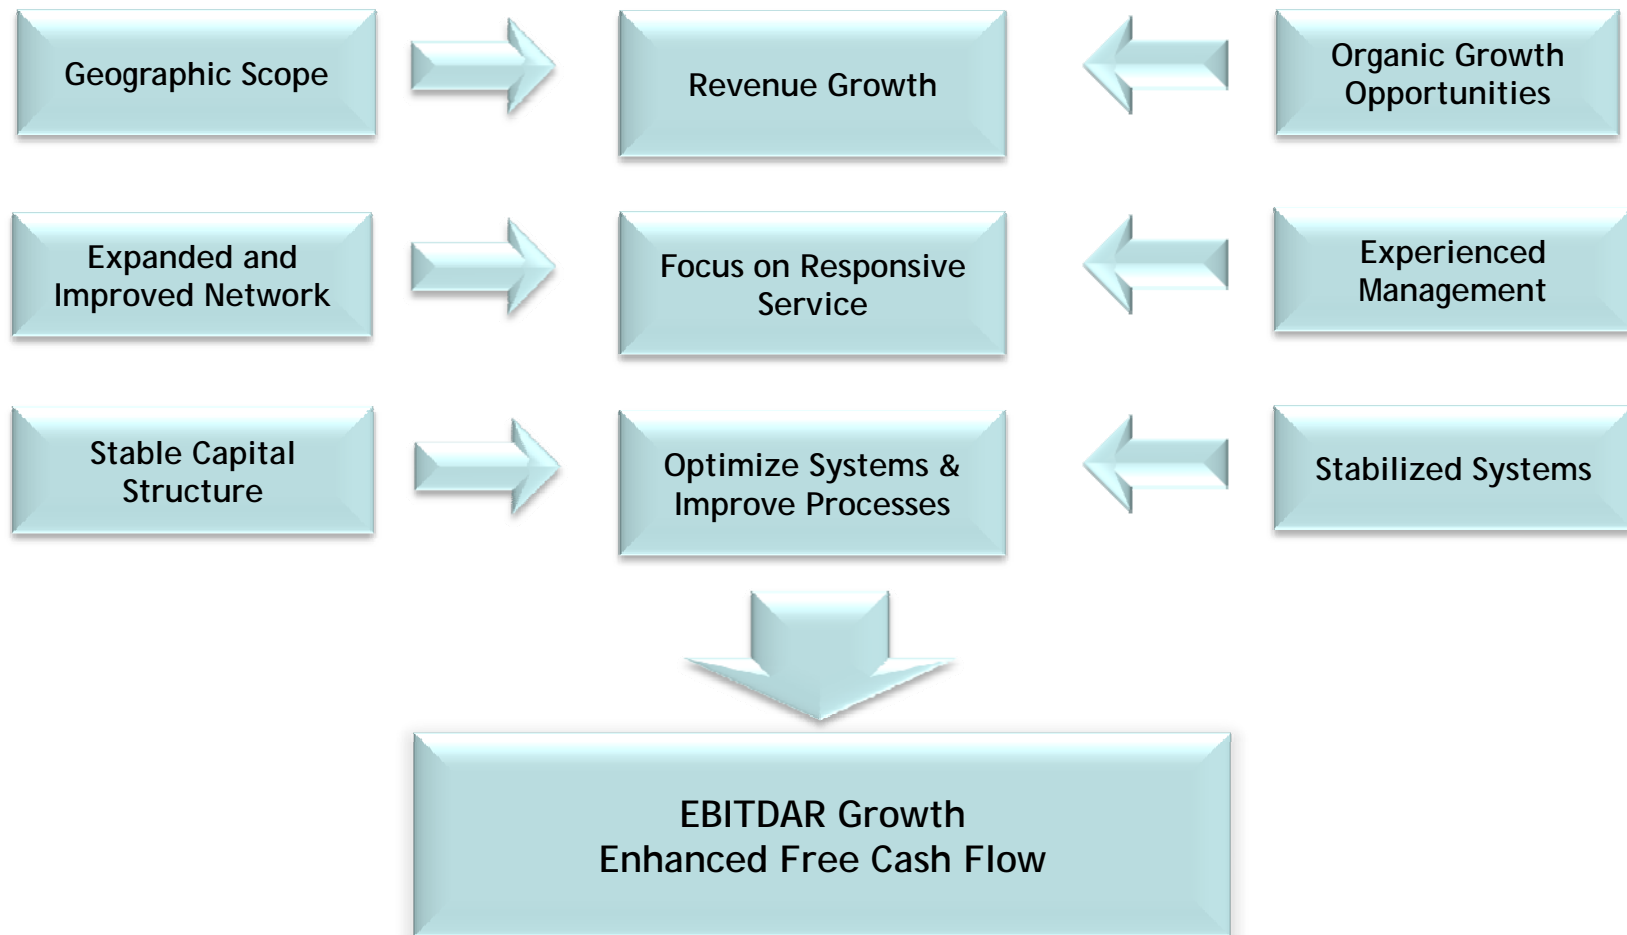 Geographic Scope
Revenue Growth
Organic Growth
Opportunities
Expanded and
Improved Network
Focus on Responsive
Service
Experienced
Management
Stable Capital
Structure
Optimize Systems &
Improve Processes
Stabilized Systems
EBITDAR Growth
Enhanced Free Cash Flow